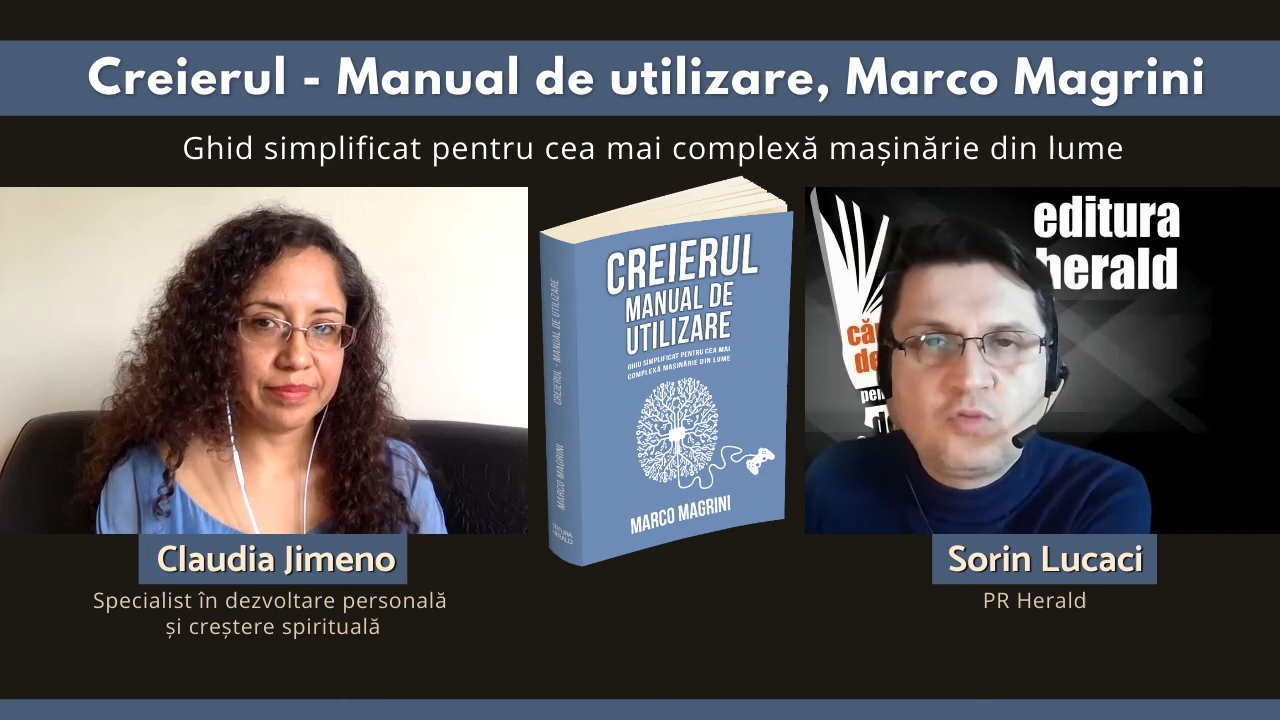 Creierul - Manual de utilizare, Marco Magrini
Ghid simplificat pentru cea mai complexă mașinărie din lume
CREIERUL
MANUAL DE
UTILIZARE
GHID SIMPLIFICAT PENTRU CEA MAI
COMPLEXĂ MAȘINĂRIE DIN LUME
MARCO MAGRINI
CREIERUL - MANUAL DE UTILIZARE
MARCO MAGRINI
EDITURA
HERALD
editura
herald
Claudia Jimeno
Specialist în dezvoltare personală
și creștere spirituală
Sorin Lucaci
PR Herald